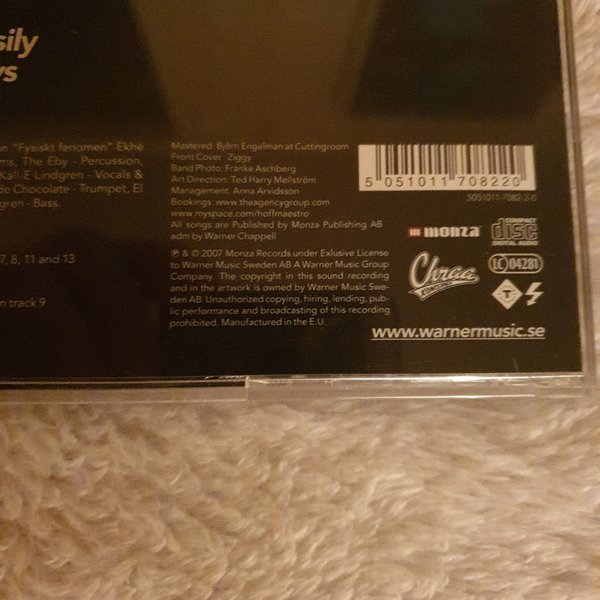 sily
ys
in "Fysiskit fenomen" Ekhé
ms, The Eby - Percussion,
Kall-E Lindgren - Vocals &
de Chocolate - Trumpet, El
gren - Bass.
7, 8, 11 and 13
n track 9
Mastered: Björn Engelman at Cuttingroom
Front Cover: Ziggy
Band Photo: Franke Aschberg
Art Direction: Ted Harry Mellström
Management: Anna Arvidsson
Bookings: www.theagencygroup.com
www.myspace.com/hoffmaestro
All songs are Published by Monza Publishing AB
adm by Warner Chappell
℗ & © 2007 Monza Records under Exlusive License
to Warner Music Sweden AB A Warner Music Group
Company. The copyright in this sound recording
and in the artwork is owned by Warner Music Swe-
den AB. Unauthorized copying, hiring, lending, pub-
lic performance and broadcasting of this recording
prohibited. Manufactured in the E.U.
5 051011 708220
5051011-7082-2-0
monza
COMPACT
disc
DIGITAL AUDIO
Chraa
LC 04281
T
www.warnermusic.se